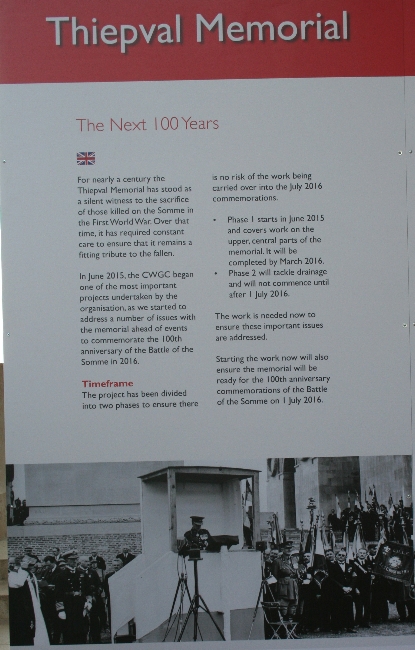 Thiepval Memorial
The Next 100 Years
For nearly a century the
Thiepval Memorial has stood as
a silent witness to the sacrifice
of those killed on the Somme in
the First World War. Over that
time, it has required constant
care to ensure that it remains a
fitting tribute to the fallen.
In June 2015, the CWGC began
one of the most important
projects undertaken by the
organisation, as we started to
address a number of issues with
the memorial ahead of events
to commemorate the 100th
anniversary of the Battle of the
Somme in 2016.
Timeframe
The project has been divided
into two phases to ensure there
is no risk of the work being
carried over into the July 2016
commemorations.
• Phase 1 starts in June 2015
and covers work on the
upper, central parts of the
memorial. It will be
completed by March 2016.
• Phase 2 will tackle drainage
and will not commence until
after 1 July 2016.
The work is needed now to
ensure these important issues
are addressed.
Starting the work now will also
ensure the memorial will be
ready for the 100th anniversary
commemorations of the Battle
of the Somme on 1 July 2016.